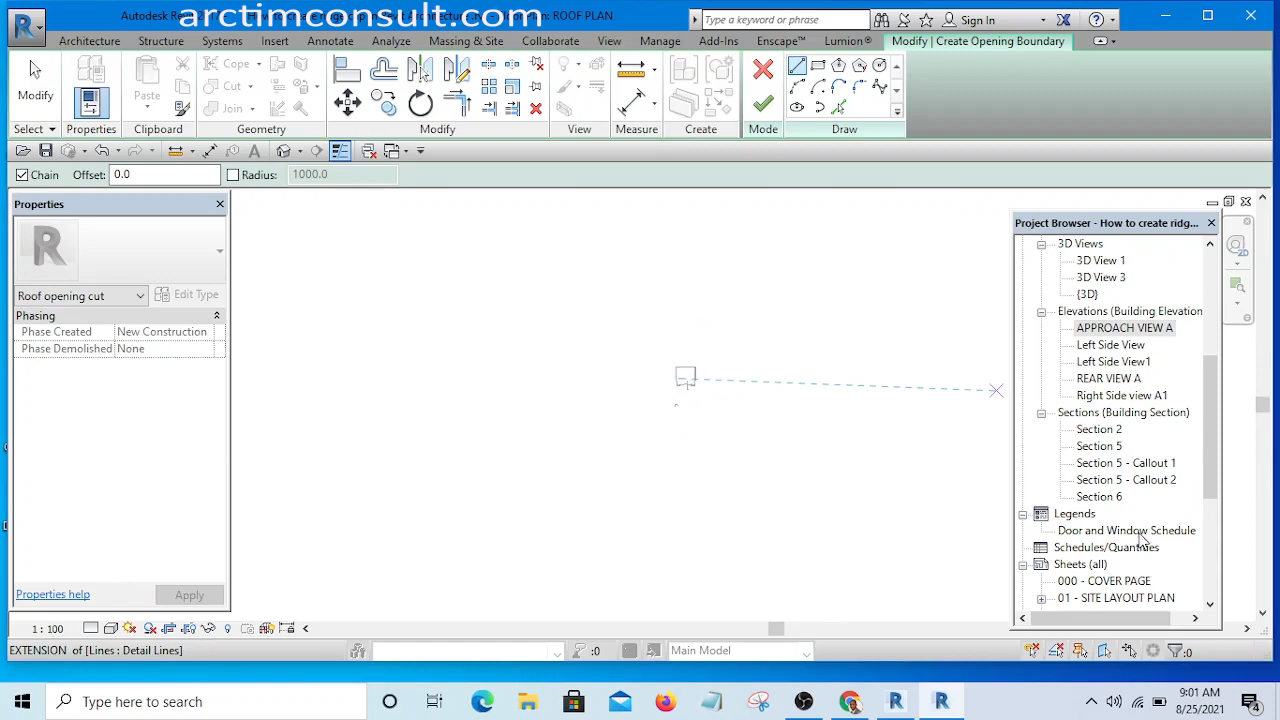 arctimconsult.com
Autodesk Revit
ROOF PLAN
Type a keyword or phrase
Sign In
Architecture Structure Systems Insert Annotate Analyze Massing & Site Collaborate View Manage Add-Ins Enscape™ Lumion® Modify | Create Opening Boundary
Modify Paste Cope Cut Join
Select Properties Clipboard Geometry Modify View Measure Create Mode Draw
Chain Offset: 0.0 Radius: 1000.0
Properties
Roof opening cut Edit Type
Phasing
Phase Created New Construction
Phase Demolished None
Properties help Apply
Project Browser - How to create ridg...
3D Views
3D View 1
3D View 3
{3D}
Elevations (Building Elevation
APPROACH VIEW A
Left Side View
Left Side View1
REAR VIEW A
Right Side view A1
Sections (Building Section)
Section 2
Section 5
Section 5 - Callout 1
Section 5 - Callout 2
Section 6
Legends
Door and Window Schedule
Schedules/Quantities
Sheets (all)
000 - COVER PAGE
01 - SITE LAYOUT PLAN
2D
1 : 100
EXTENSION of [Lines : Detail Lines] :0 Main Model :0
Type here to search
9:01 AM
8/25/2021
4